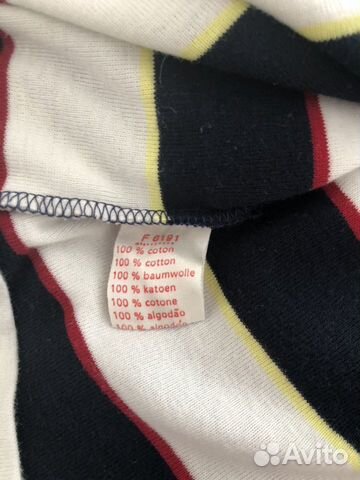 F 6191
100 % coton
100 % cotton
100 % baumwolle
100 % katoen
100 % cotone
100 % algodão
100 % algodón
Avito